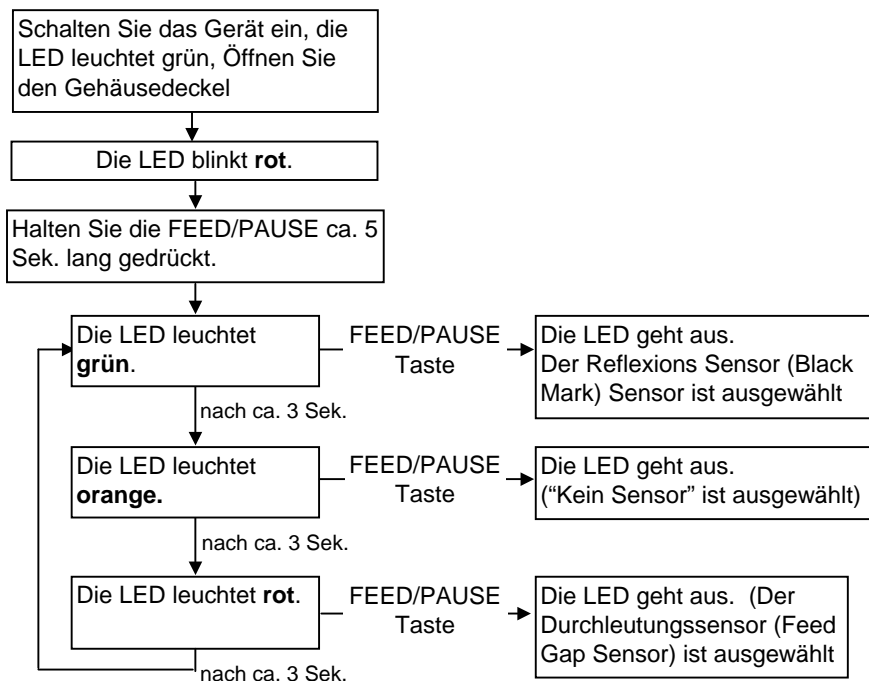 Schalten Sie das Gerät ein, die
LED leuchtet grün, Öffnen Sie
den Gehäusedeckel
Die LED blinkt rot.
Halten Sie die FEED/PAUSE ca. 5
Sek. lang gedrückt.
Die LED leuchtet
grün.
FEED/PAUSE
Taste
Die LED geht aus.
Der Reflexions Sensor (Black
Mark) Sensor ist ausgewählt
nach ca. 3 Sek.
Die LED leuchtet
orange.
FEED/PAUSE
Taste
Die LED geht aus.
(“Kein Sensor” ist ausgewählt)
nach ca. 3 Sek.
Die LED leuchtet rot.
FEED/PAUSE
Taste
Die LED geht aus. (Der
Durchleutungssensor (Feed
Gap Sensor) ist ausgewählt
nach ca. 3 Sek.